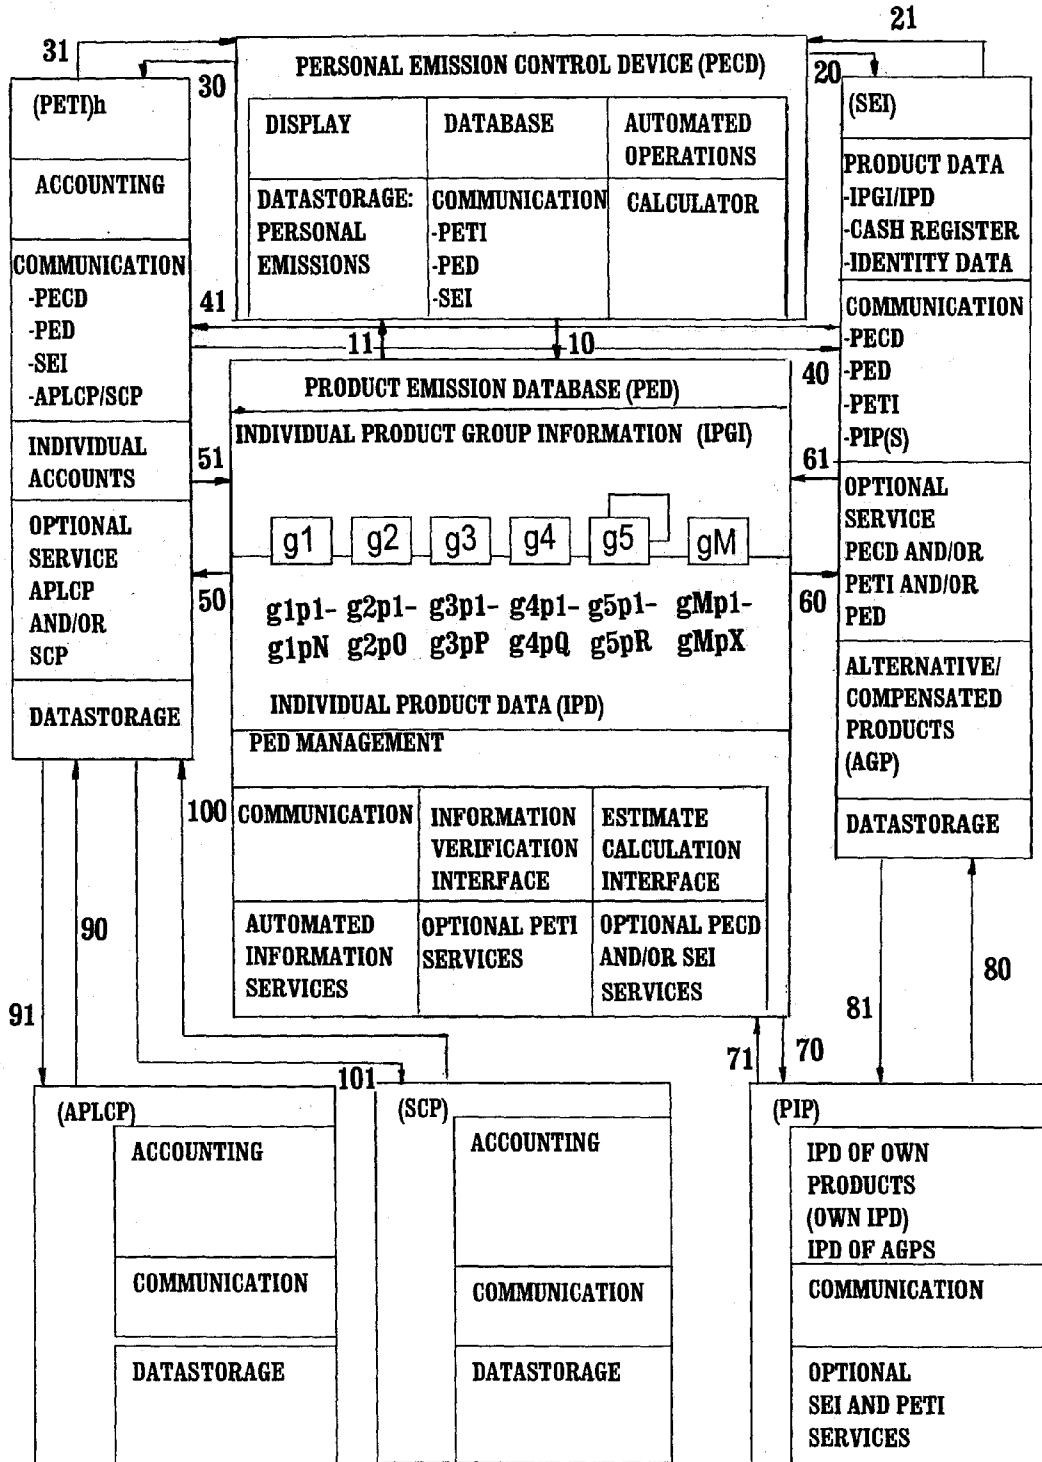 31
21
30
20
PERSONAL EMISSION CONTROL DEVICE (PECD)
DISPLAY
DATABASE
AUTOMATED
OPERATIONS
DATASTORAGE:
PERSONAL
EMISSIONS
COMMUNICATION
-PETI
-PED
-SEI
CALCULATOR
(PETI)h
ACCOUNTING
COMMUNICATION
-PECD
-PED
-SEI
-APLCP/SCP
INDIVIDUAL
ACCOUNTS
OPTIONAL
SERVICE
APLCP
AND/OR
SCP
DATASTORAGE
(SEI)
PRODUCT DATA
-IPGI/IPD
-CASH REGISTER
-IDENTITY DATA
COMMUNICATION
-PECD
-PED
-PETI
-PIP(S)
OPTIONAL
SERVICE
PECD AND/OR
PETI AND/OR
PED
ALTERNATIVE/
COMPENSATED
PRODUCTS
(AGP)
DATASTORAGE
41
11
10
40
51
61
50
60
PRODUCT EMISSION DATABASE (PED)
INDIVIDUAL PRODUCT GROUP INFORMATION (IPGI)
g1 g2 g3 g4 g5 gM
g1p1- g2p1- g3p1- g4p1- g5p1- gMp1-
g1pN g2pO g3pP g4pQ g5pR gMpX
INDIVIDUAL PRODUCT DATA (IPD)
PED MANAGEMENT
COMMUNICATION
INFORMATION
VERIFICATION
INTERFACE
ESTIMATE
CALCULATION
INTERFACE
AUTOMATED
INFORMATION
SERVICES
OPTIONAL PETI
SERVICES
OPTIONAL PECD
AND/OR SEI
SERVICES
100
90
91
101
71
70
81
80
(APLCP)
ACCOUNTING
COMMUNICATION
DATASTORAGE
(SCP)
ACCOUNTING
COMMUNICATION
DATASTORAGE
(PIP)
IPD OF OWN
PRODUCTS
(OWN IPD)
IPD OF AGPS
COMMUNICATION
OPTIONAL
SEI AND PETI
SERVICES